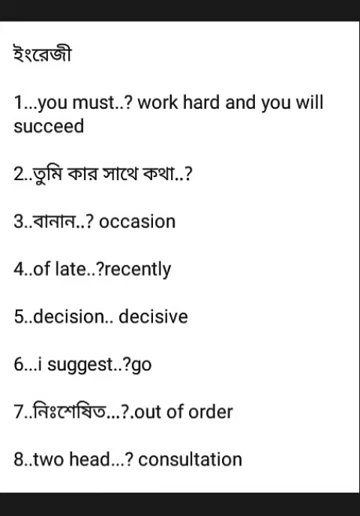 ইংরেজী
1...you must..? work hard and you will
succeed
2..তুমি কার সাথে কথা..?
3..বানান..? occasion
4..of late..?recently
5..decision.. decisive
6...i suggest..?go
7..নিঃশেষিত...?.out of order
8..two head...? consultation